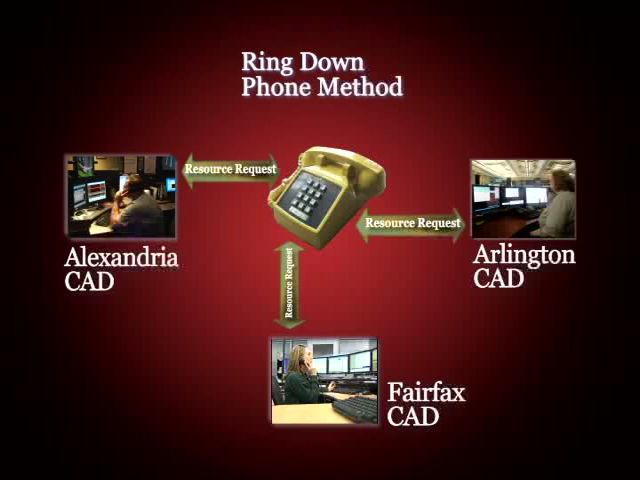 Ring Down
Phone Method
Resource Request
Resource Request
Resource Request
Alexandria
CAD
Arlington
CAD
Fairfax
CAD